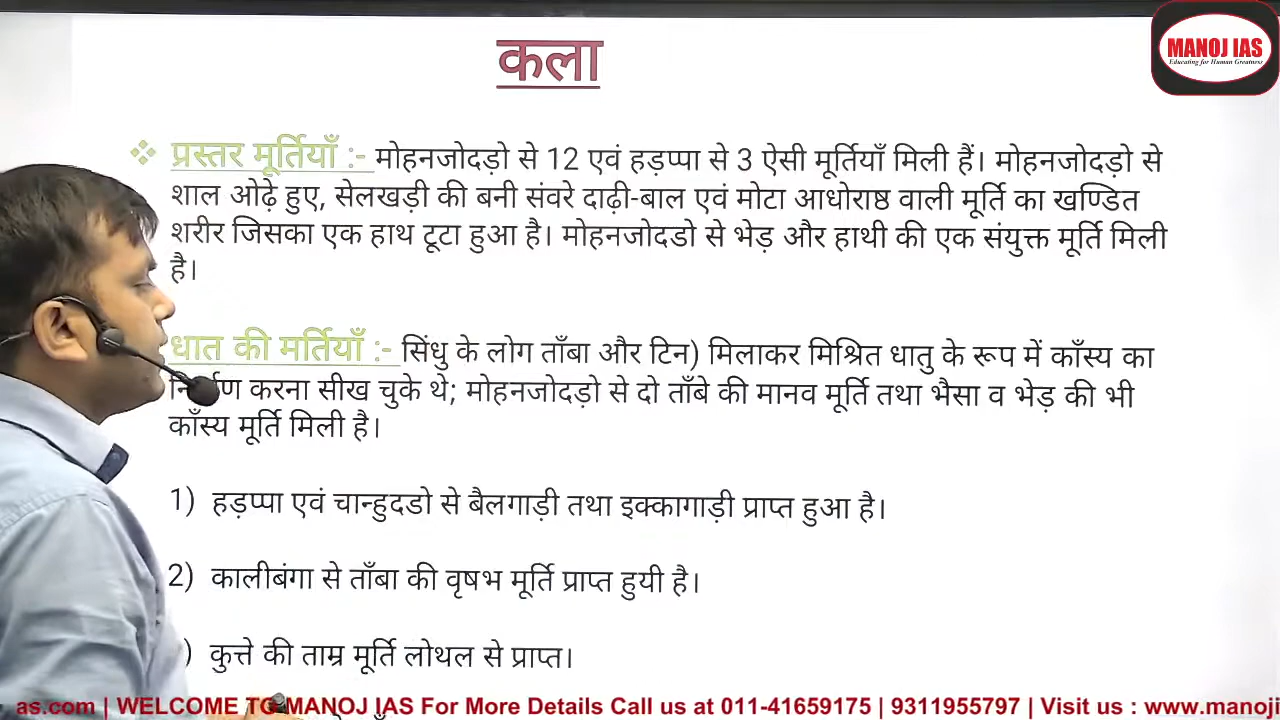 कला
MANOJ IAS
Educating for Human Greatness
❖ प्रस्तर मूर्तियाँ :- मोहनजोदड़ो से 12 एवं हड़प्पा से 3 ऐसी मूर्तियाँ मिली हैं। मोहनजोदड़ो से
शाल ओढ़े हुए, सेलखड़ी की बनी संवरे दाढ़ी-बाल एवं मोटा आधोराष्ठ वाली मूर्ति का खण्डित
शरीर जिसका एक हाथ टूटा हुआ है। मोहनजोदडो से भेड़ और हाथी की एक संयुक्त मूर्ति मिली
है।
धात की मर्तियाँ :- सिंधु के लोग ताँबा और टिन) मिलाकर मिश्रित धातु के रूप में काँस्य का
करना सीख चुके थे; मोहनजोदड़ो से दो ताँबे की मानव मूर्ति तथा भैसा व भेड़ की भी
काँस्य मूर्ति मिली है।
1) हड़प्पा एवं चान्हुदडो से बैलगाड़ी तथा इक्कागाड़ी प्राप्त हुआ है।
2) कालीबंगा से ताँबा की वृषभ मूर्ति प्राप्त हुयी है।
) कुत्ते की ताम्र मूर्ति लोथल से प्राप्त।
as.com | WELCOME TO MANOJ IAS For More Details Call us at 011-41659175 | 9311955797 | Visit us : www.manoji